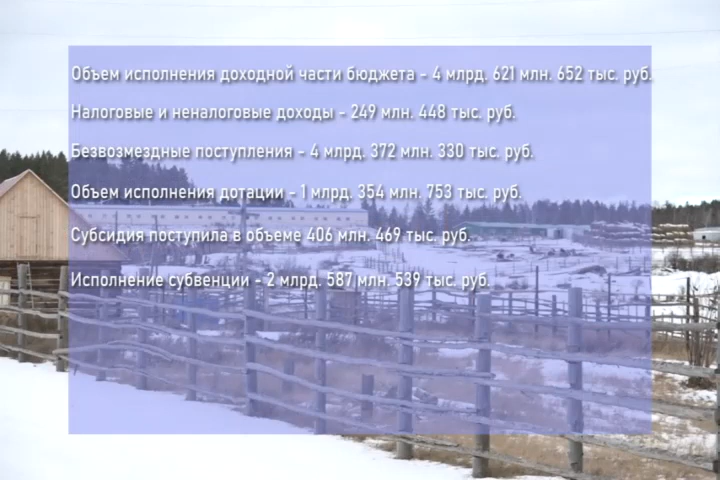 Объем исполнения доходной части бюджета - 4 млрд. 621 млн. 652 тыс. руб.
Налоговые и неналоговые доходы - 249 млн. 448 тыс. руб.
Безвозмездные поступления - 4 млрд. 372 млн. 330 тыс. руб.
Объем исполнения дотации - 1 млрд. 354 млн. 753 тыс. руб.
Субсидия поступила в объеме 406 млн. 469 тыс. руб.
Исполнение субвенции - 2 млрд. 587 млн. 539 тыс. руб.